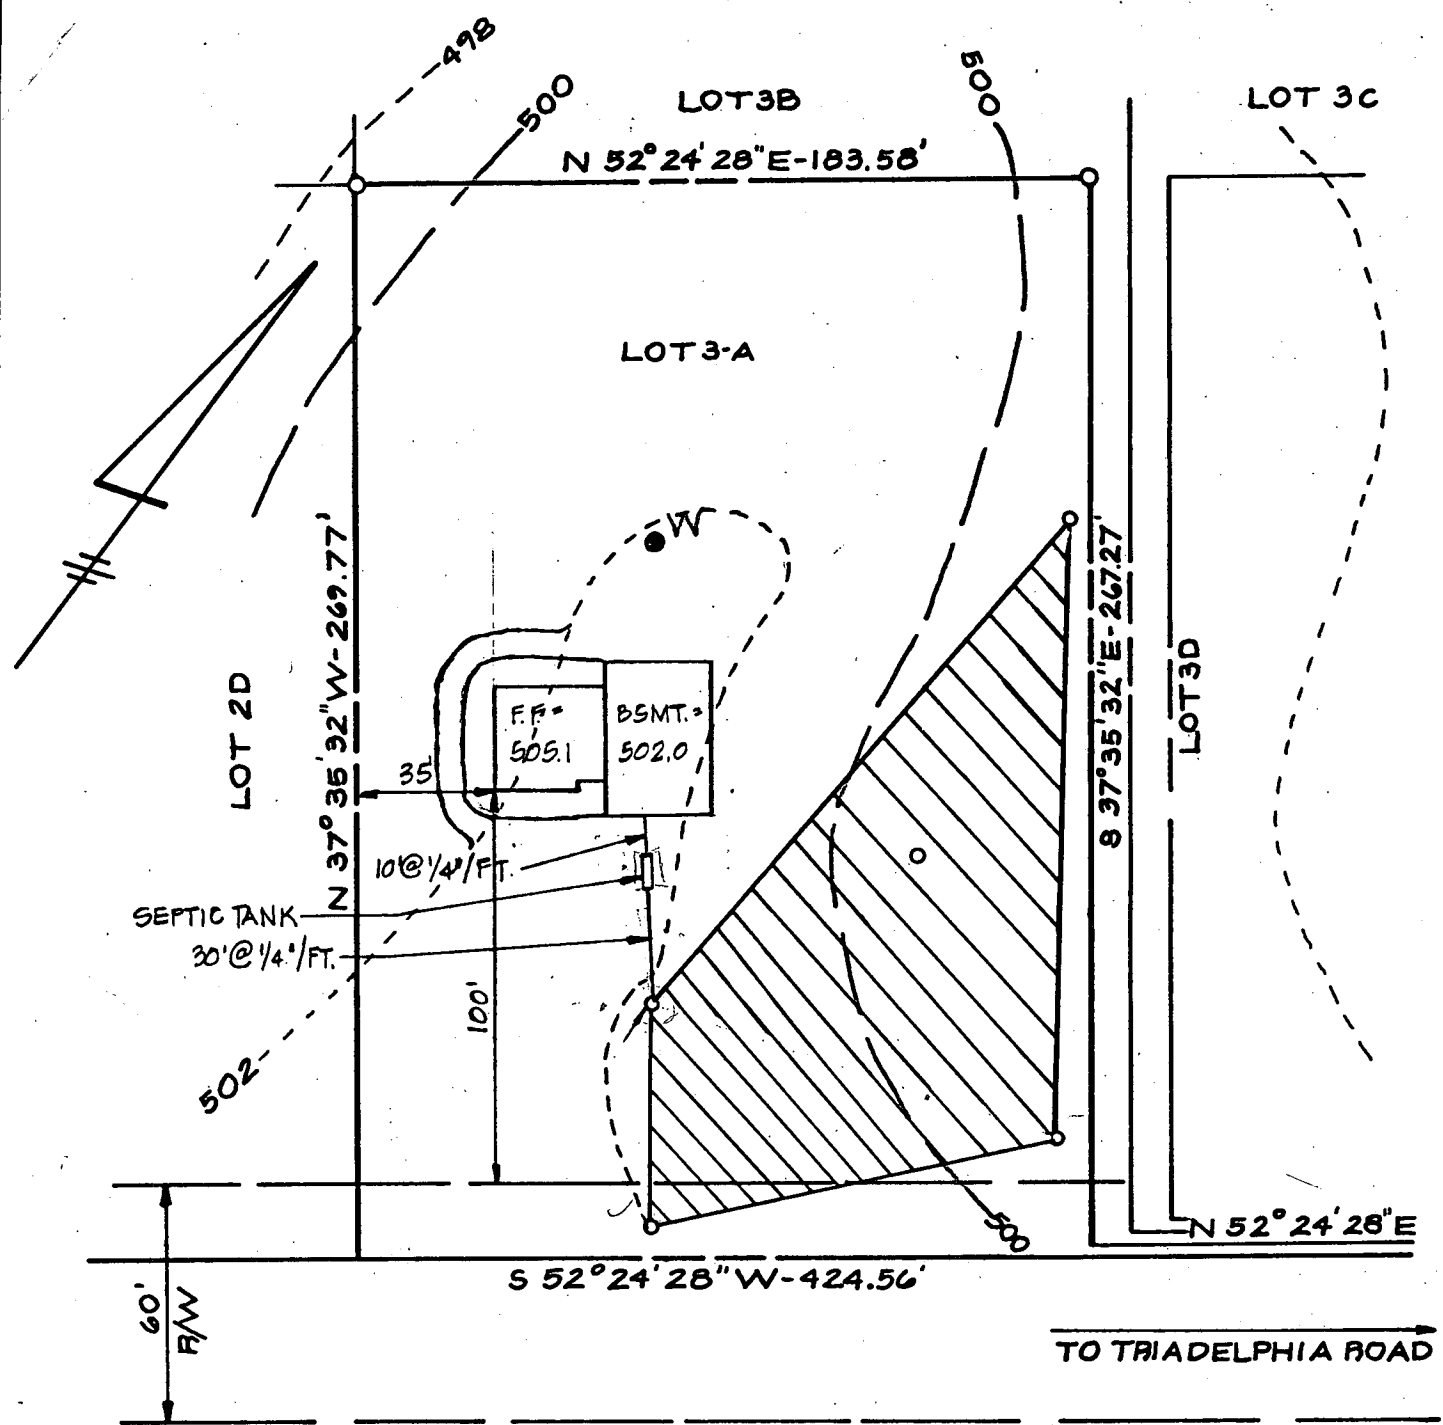 498
500
LOT 3B
500
LOT 3C
N 52° 24' 28" E-183.58'
LOT 3-A
W
N 37° 35' 32" W-269.77'
S 37° 35' 32" E-267.27'
LOT 2D
LOT 3D
F.F. =
505.1
BSMT. =
502.0
35'
10'@ 1/4"/FT.
SEPTIC TANK
30'@ 1/4"/FT.
100'
502
500
N 52° 24' 28" E
S 52° 24' 28" W-424.56'
60'
R/W
TO TRIADELPHIA ROAD